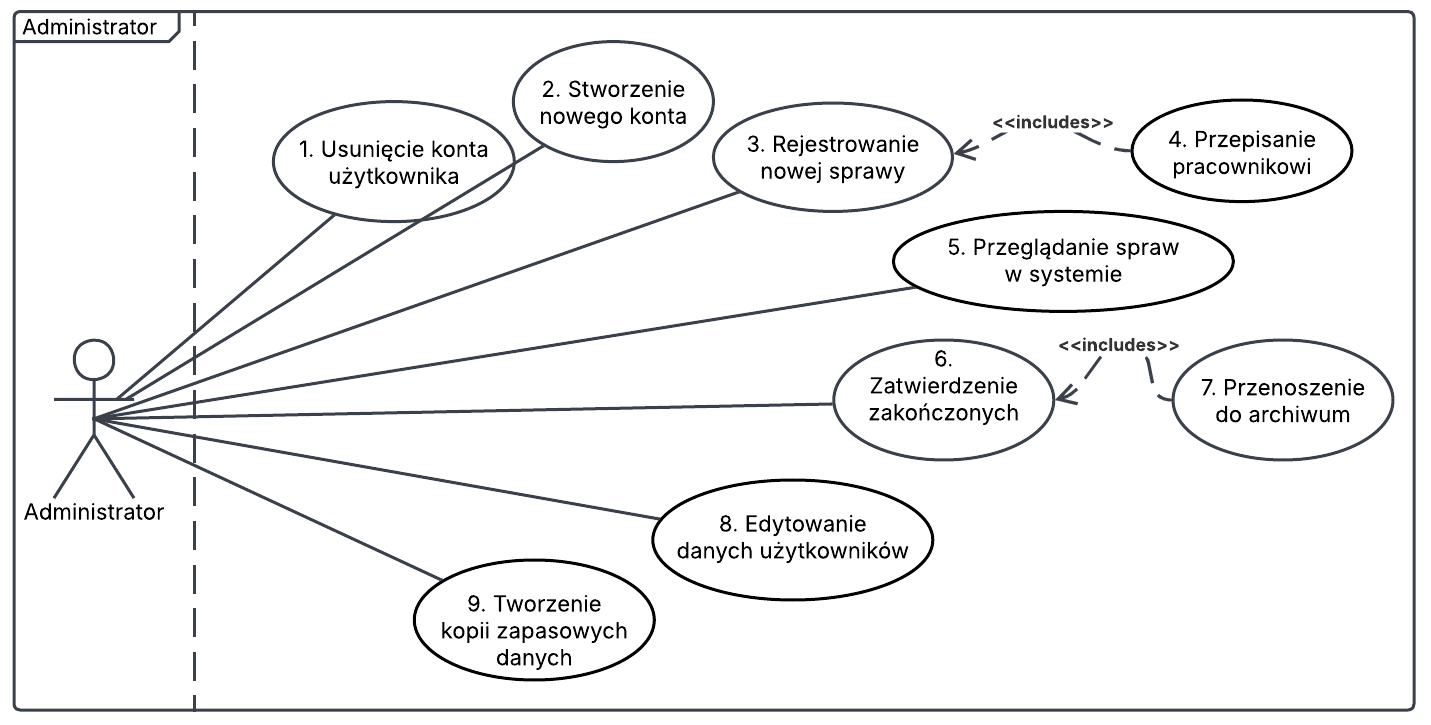 Administrator
2. Stworzenie
nowego konta
1. Usunięcie konta
użytkownika
3. Rejestrowanie
nowej sprawy
<<includes>>
4. Przepisanie
pracownikowi
5. Przeglądanie spraw
w systemie
6.
Zatwierdzenie
zakończonych
<<includes>>
7. Przenoszenie
do archiwum
Administrator
8. Edytowanie
danych użytkowników
9. Tworzenie
kopii zapasowych
danych